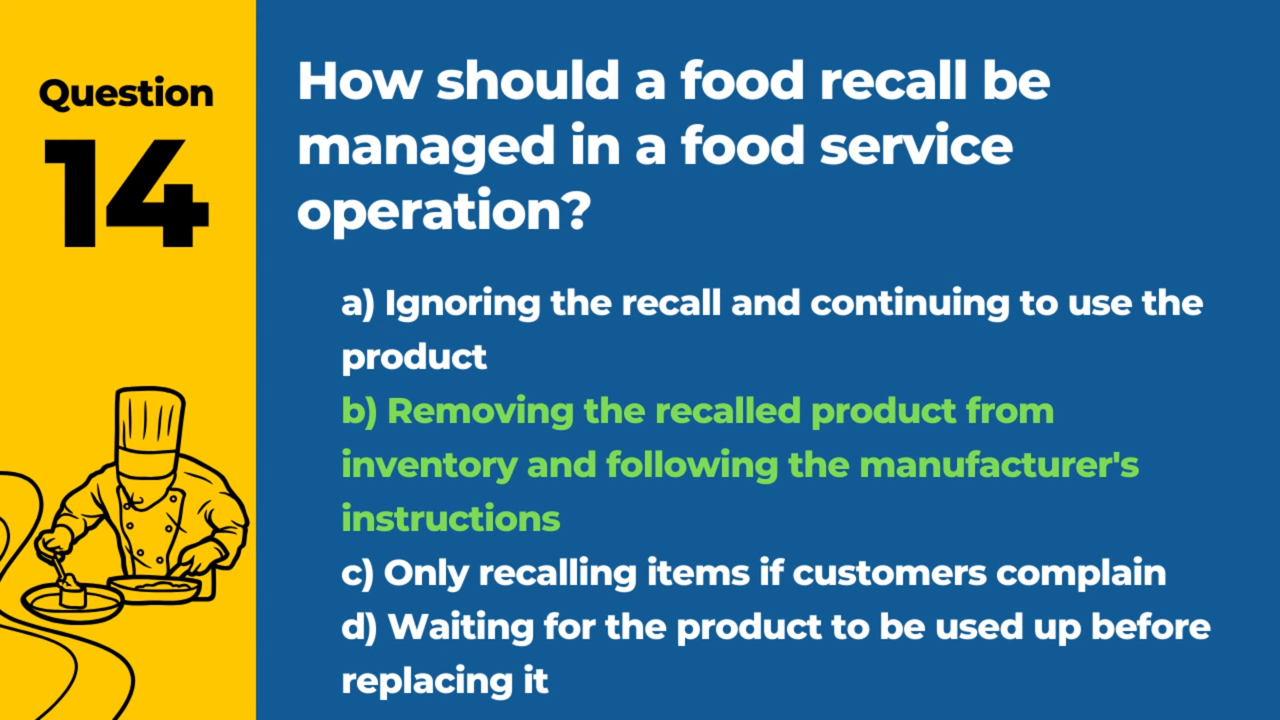 Question
14
How should a food recall be
managed in a food service
operation?
a) Ignoring the recall and continuing to use the
product
b) Removing the recalled product from
inventory and following the manufacturer's
instructions
c) Only recalling items if customers complain
d) Waiting for the product to be used up before
replacing it